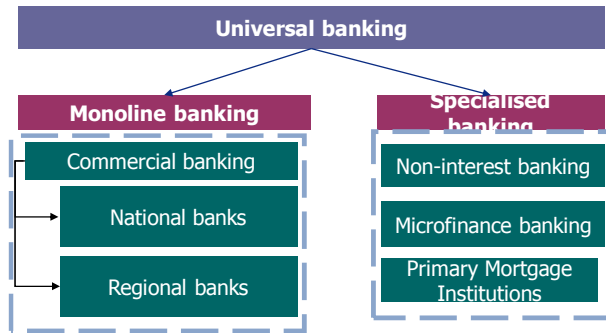 Universal banking
Monoline banking
Commercial banking
National banks
Regional banks
Specialised
banking
Non-interest banking
Microfinance banking
Primary Mortgage
Institutions